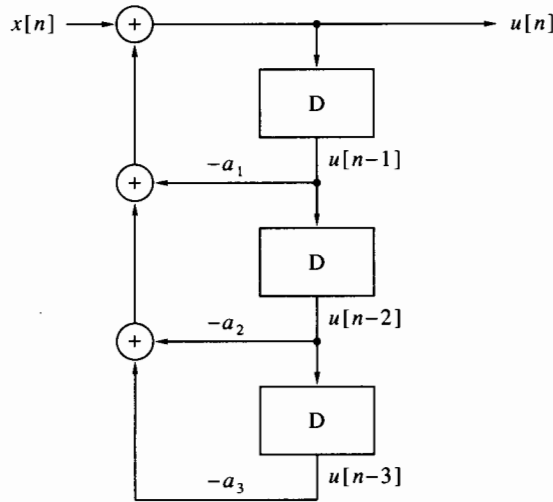 x[n] + u[n]
D
u[n−1]
+ −a₁
D
u[n−2]
+ −a₂
D
u[n−3]
−a₃